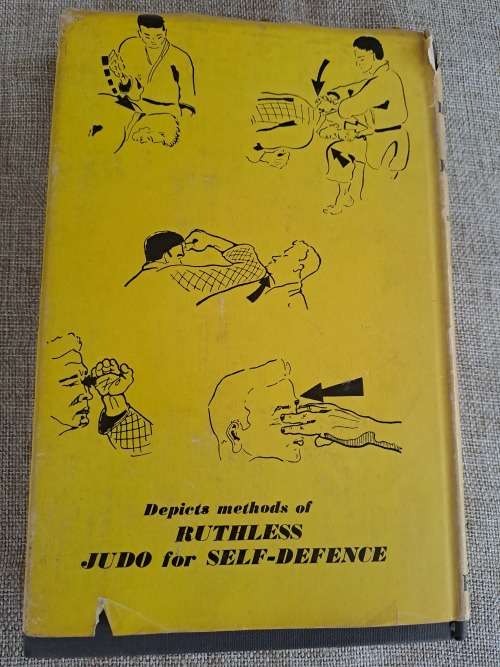 Depicts methods of
RUTHLESS
JUDO for SELF-DEFENCE